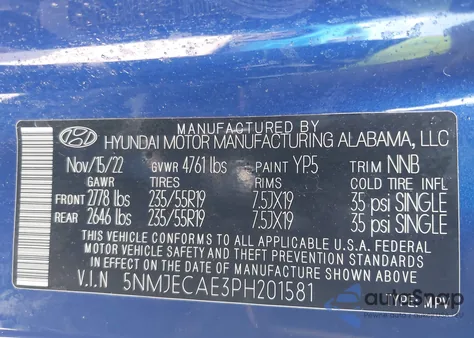 MANUFACTURED BY
HYUNDAI MOTOR MANUFACTURING ALABAMA, LLC
Nov/15/22 GVWR 4761 lbs PAINT YP5 TRIM NNB
GAWR TIRES RIMS COLD TIRE INFL
FRONT 2778 lbs 235/55R19 7.5JX19 35 psi SINGLE
REAR 2646 lbs 235/55R19 7.5JX19 35 psi SINGLE
THIS VEHICLE CONFORMS TO ALL APPLICABLE U.S.A. FEDERAL
MOTOR VEHICLE SAFETY AND THEFT PREVENTION STANDARDS
IN EFFECT ON THE DATE OF MANUFACTURE SHOWN ABOVE.
V.I.N 5NMJECAE3PH201581
TYPE: MPV
autoSnap